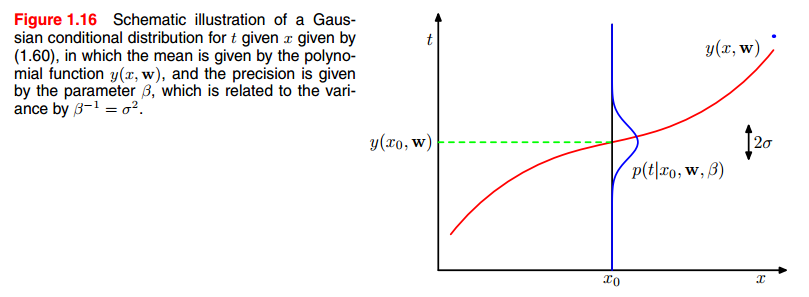 Figure 1.16 Schematic illustration of a Gaus-
sian conditional distribution for t given x given by
(1.60), in which the mean is given by the polyno-
mial function y(x, w), and the precision is given
by the parameter β, which is related to the vari-
ance by β⁻¹ = σ².
t
y(x, w)
y(x₀, w)
2σ
p(t|x₀, w, β)
x₀
x